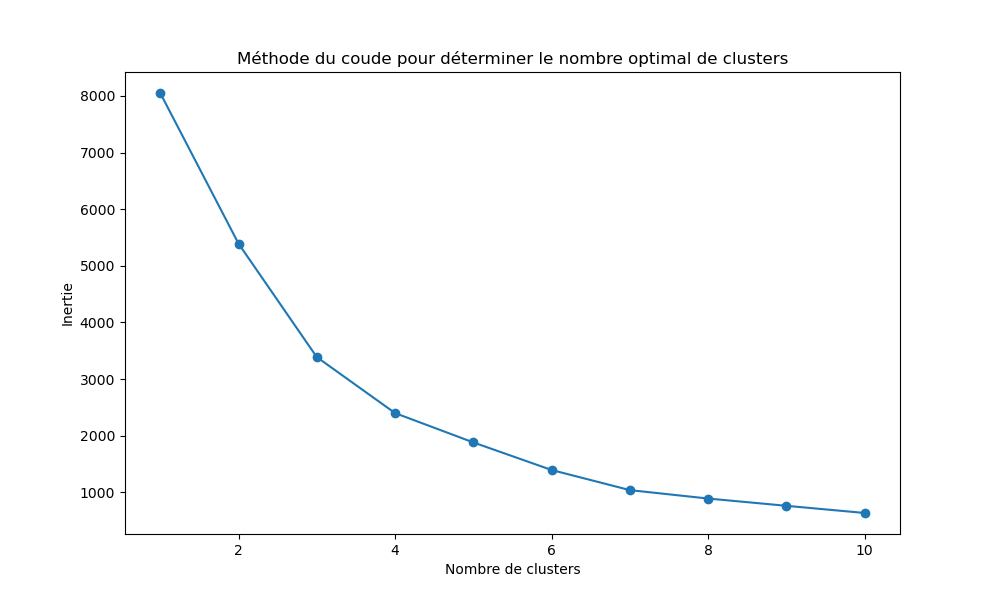 Méthode du coude pour déterminer le nombre optimal de clusters
8000
7000
6000
5000
4000
3000
2000
1000
Inertie
2 4 6 8 10
Nombre de clusters